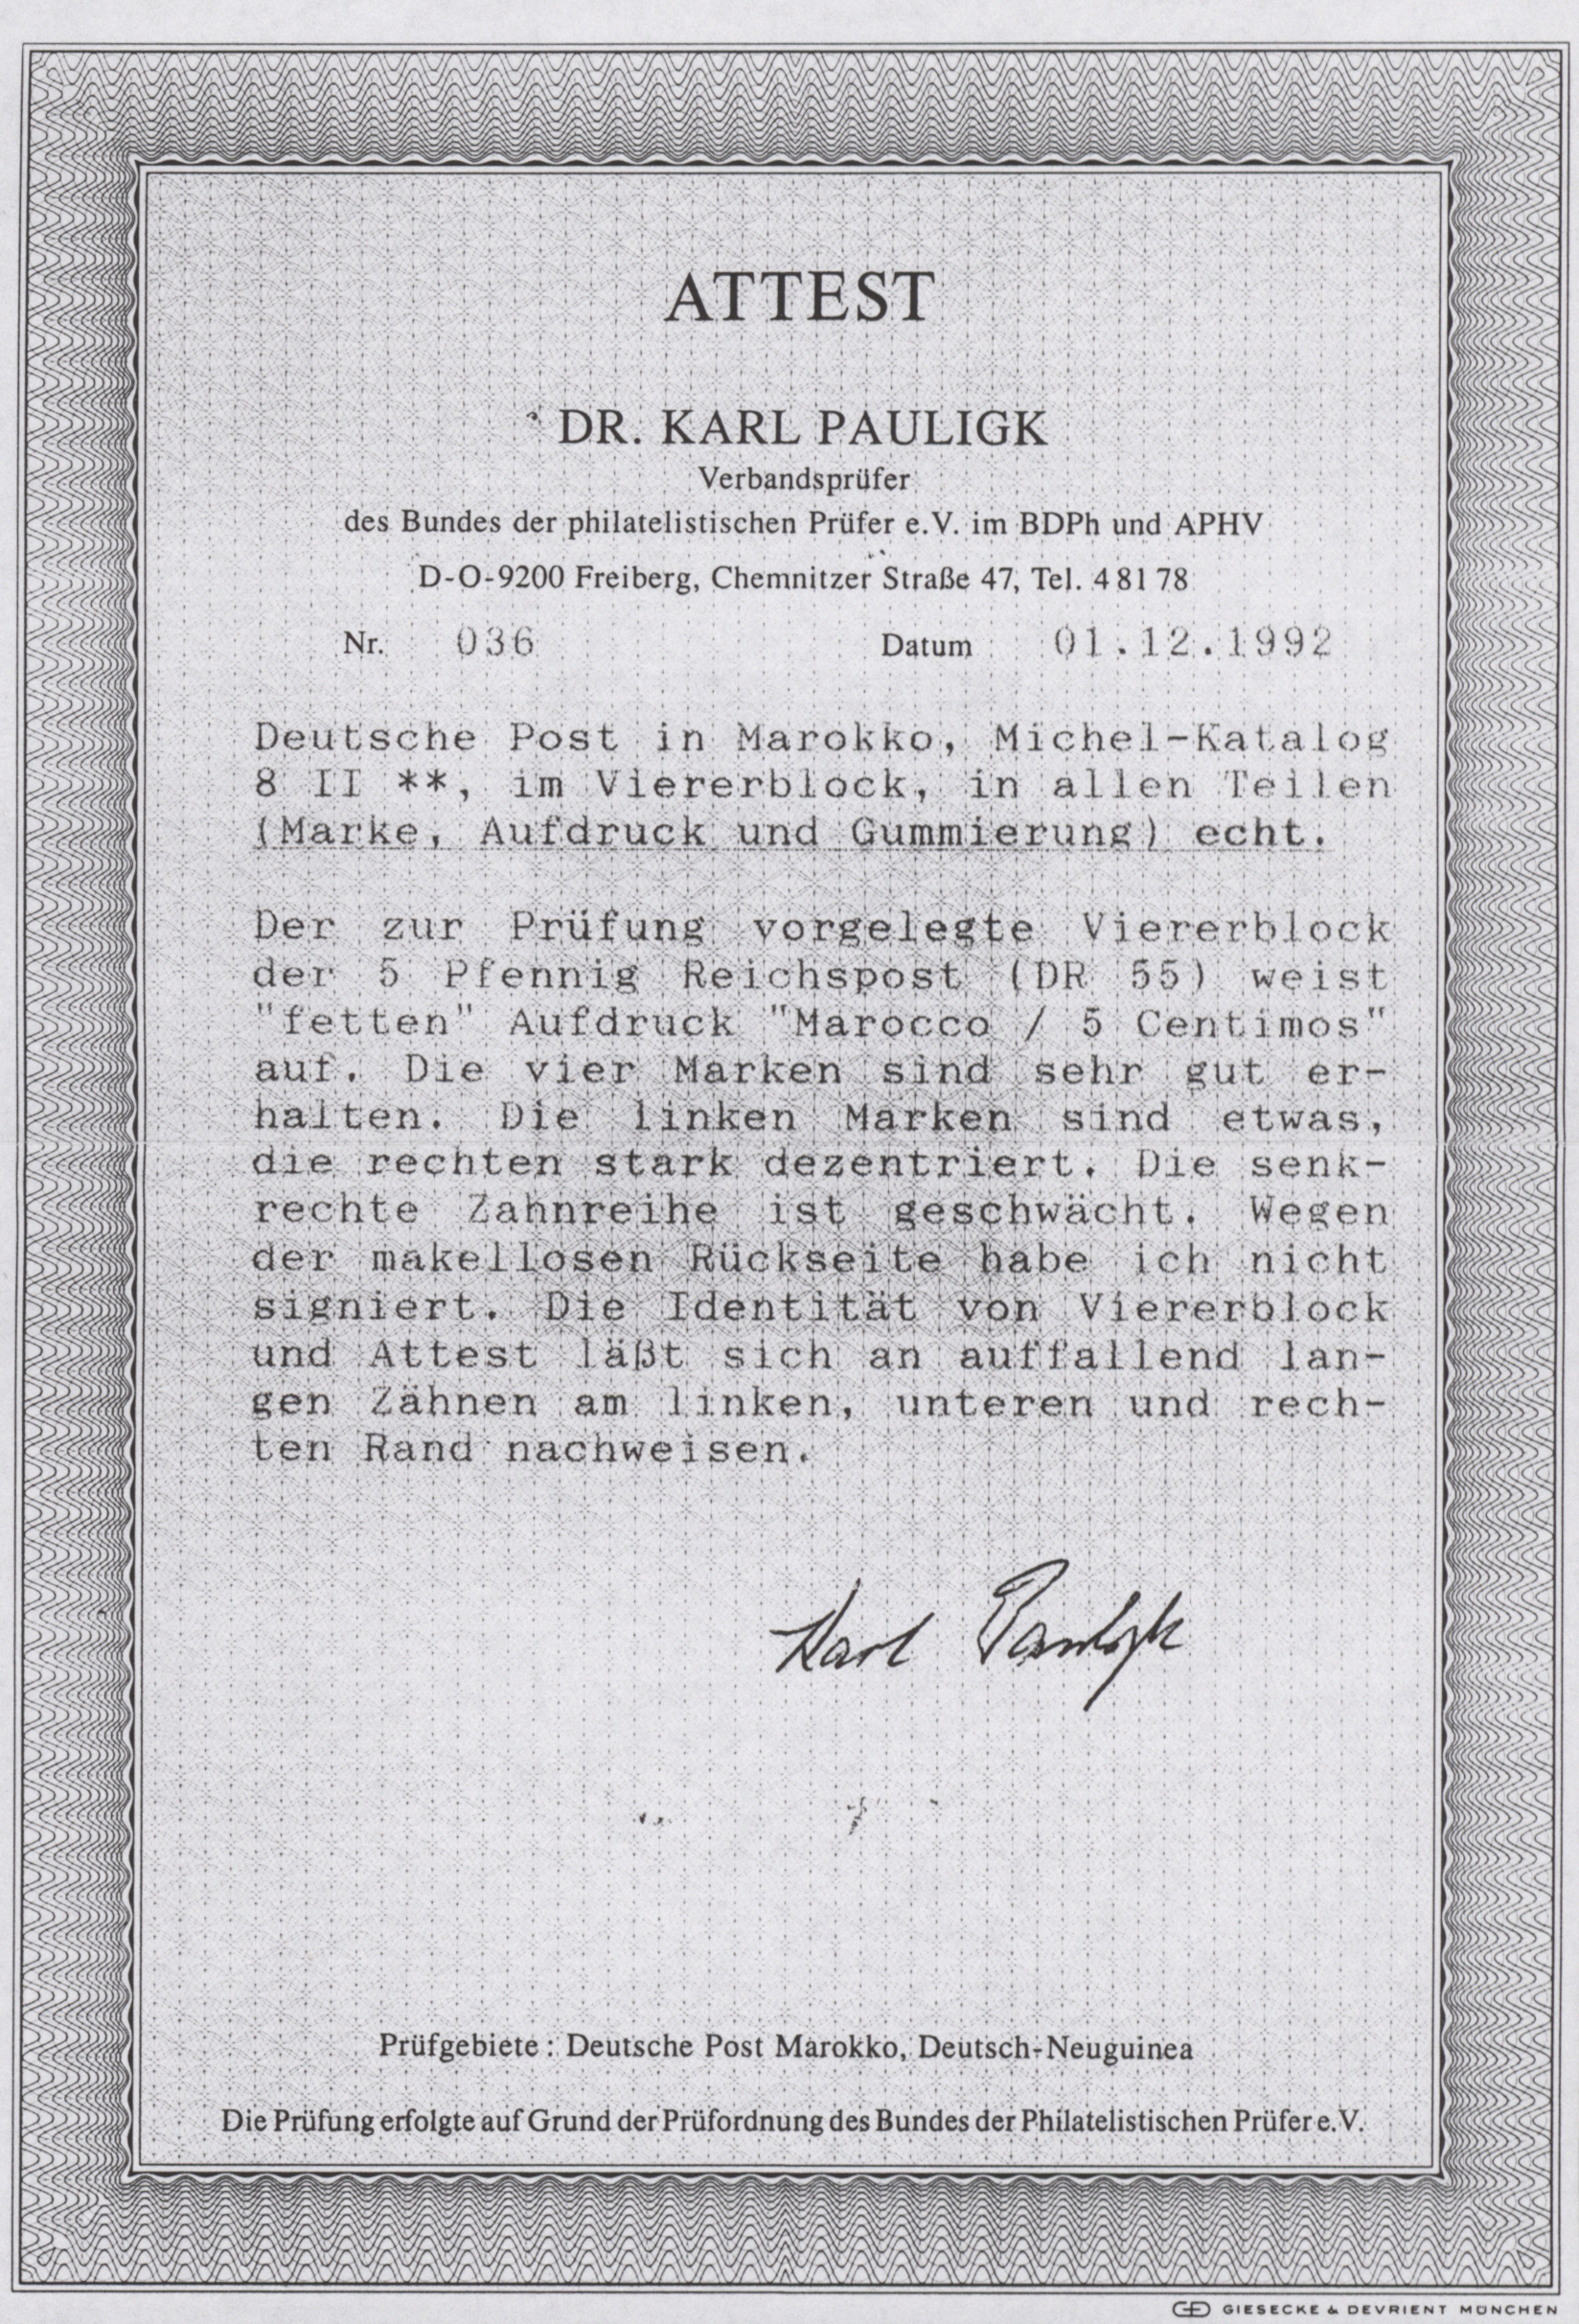 ATTEST
DR. KARL PAULIGK
Verbandsprüfer
des Bundes der philatelistischen Prüfer e.V. im BDPh und APHV
D-O-9200 Freiberg, Chemnitzer Straße 47, Tel. 4 81 78
Nr. 036 Datum 01.12.1992
Deutsche Post in Marokko, Michel-Katalog
8 II **, im Viererblock, in allen Teilen
(Marke, Aufdruck und Gummierung) echt.
Der zur Prüfung vorgelegte Viererblock
der 5 Pfennig Reichspost (DR 55) weist
"fetten" Aufdruck "Marocco / 5 Centimos"
auf. Die vier Marken sind sehr gut er-
halten. Die linken Marken sind etwas,
die rechten stark dezentriert. Die senk-
rechte Zahnreihe ist geschwächt. Wegen
der makellosen Rückseite habe ich nicht
signiert. Die Identität von Viererblock
und Attest läßt sich an auffallend lan-
gen Zähnen am linken, unteren und rech-
ten Rand nachweisen.
Karl Pauligk
Prüfgebiete : Deutsche Post Marokko, Deutsch-Neuguinea
Die Prüfung erfolgte auf Grund der Prüfordnung des Bundes der Philatelistischen Prüfer e.V.
GIESECKE & DEVRIENT MÜNCHEN